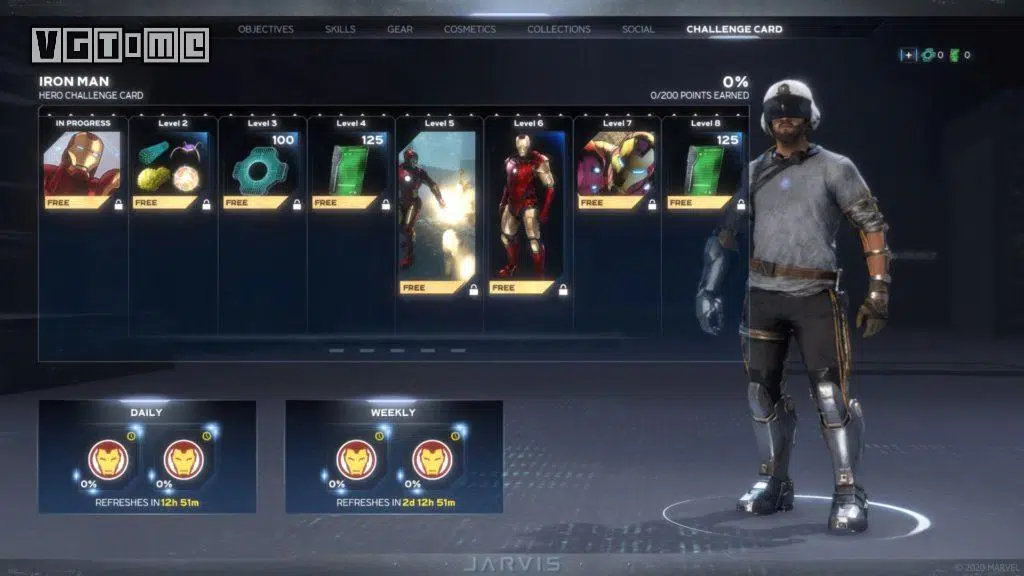 VGTIME
OBJECTIVES SKILLS GEAR COSMETICS COLLECTIONS SOCIAL CHALLENGE CARD
0 0
IRON MAN
HERO CHALLENGE CARD
0%
0/200 POINTS EARNED
IN PROGRESS Level 2 Level 3 Level 4 Level 5 Level 6 Level 7 Level 8
100 125 125
FREE FREE FREE FREE FREE FREE
FREE FREE
DAILY WEEKLY
0% 0% 0% 0%
REFRESHES IN 12h 51m REFRESHES IN 2d 12h 51m
JARVIS
© 2020 MARVEL